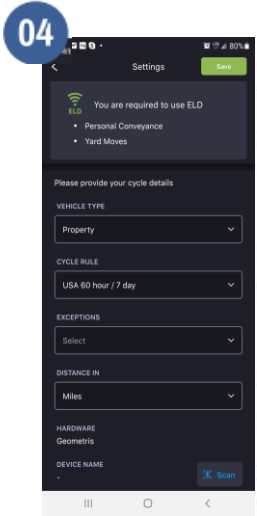 04
80%
Settings
Save
ELD
You are required to use ELD
• Personal Conveyance
• Yard Moves
Please provide your cycle details
VEHICLE TYPE
Property
CYCLE RULE
USA 60 hour / 7 day
EXCEPTIONS
Select
DISTANCE IN
Miles
HARDWARE
Geometris
DEVICE NAME
-
Scan